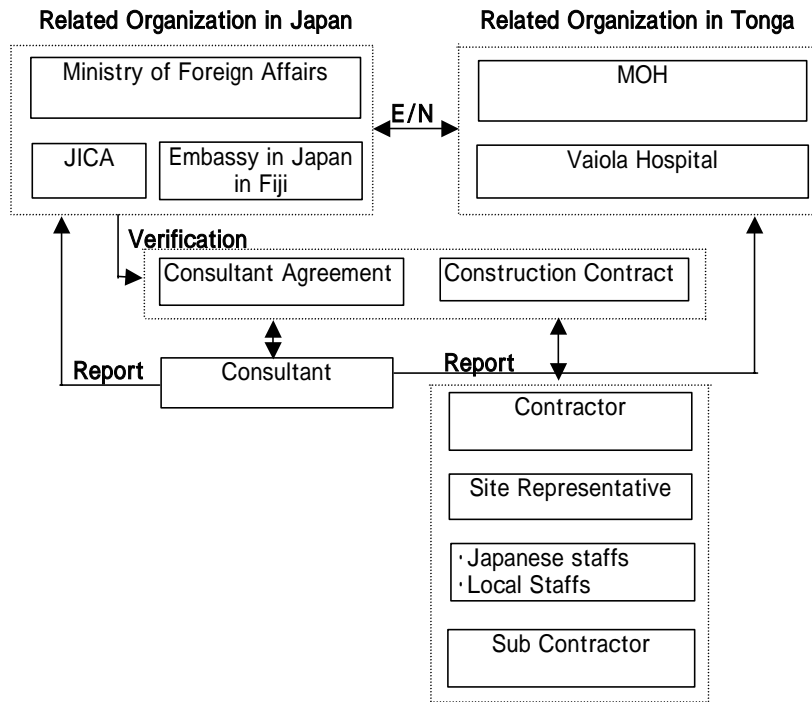 Related Organization in Japan
Related Organization in Tonga
Ministry of Foreign Affairs
MOH
E/N
JICA
Embassy in Japan
in Fiji
Vaiola Hospital
Verification
Consultant Agreement
Construction Contract
Report
Consultant
Report
Contractor
Site Representative
・Japanese staffs
・Local Staffs
Sub Contractor